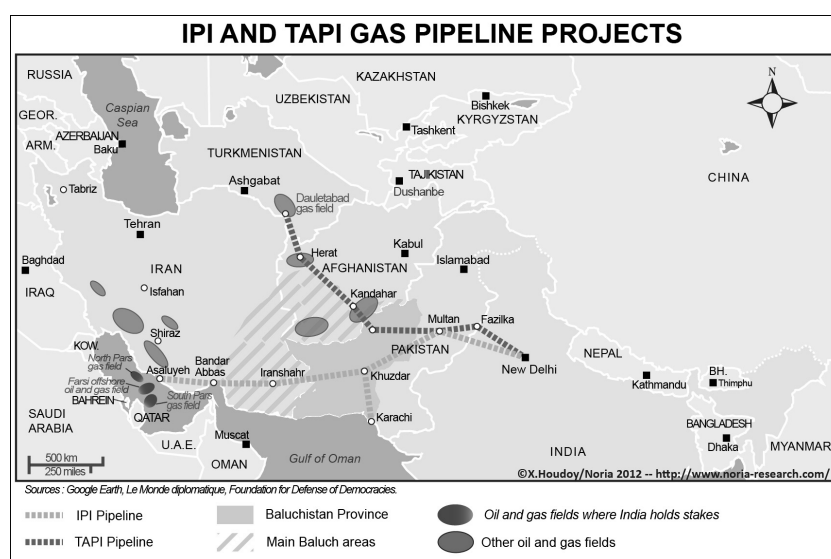 IPI AND TAPI GAS PIPELINE PROJECTS
RUSSIA
KAZAKHSTAN
N
UZBEKISTAN
Bishkek
KYRGYZSTAN
Caspian
Sea
GEOR.
AZERBAIJAN
Baku
ARM.
Tashkent
TURKMENISTAN
TAJIKISTAN
Dushanbe
CHINA
Tabriz
Ashgabat
Dauletabad
gas field
Tehran
Herat
Kabul
Islamabad
AFGHANISTAN
Baghdad
IRAN
IRAQ
Isfahan
Kandahar
Multan
Fazilka
Shiraz
KOW.
North Pars
gas field
Asaluyeh
Bandar
Abbas
Iranshahr
PAKISTAN
Khuzdar
New Delhi
NEPAL
Kathmandu
BH.
Thimphu
Farsi offshore
oil and gas field
BAHREIN
South Pars
gas field
QATAR
Karachi
SAUDI
ARABIA
U.A.E.
Muscat
OMAN
Gulf of Oman
INDIA
BANGLADESH
Dhaka
MYANMAR
500 km
250 miles
©X.Houdoy/Noria 2012 -- http://www.noria-research.com/
Sources : Google Earth, Le Monde diplomatique, Foundation for Defense of Democracies.
IPI Pipeline
Baluchistan Province
Oil and gas fields where India holds stakes
TAPI Pipeline
Main Baluch areas
Other oil and gas fields